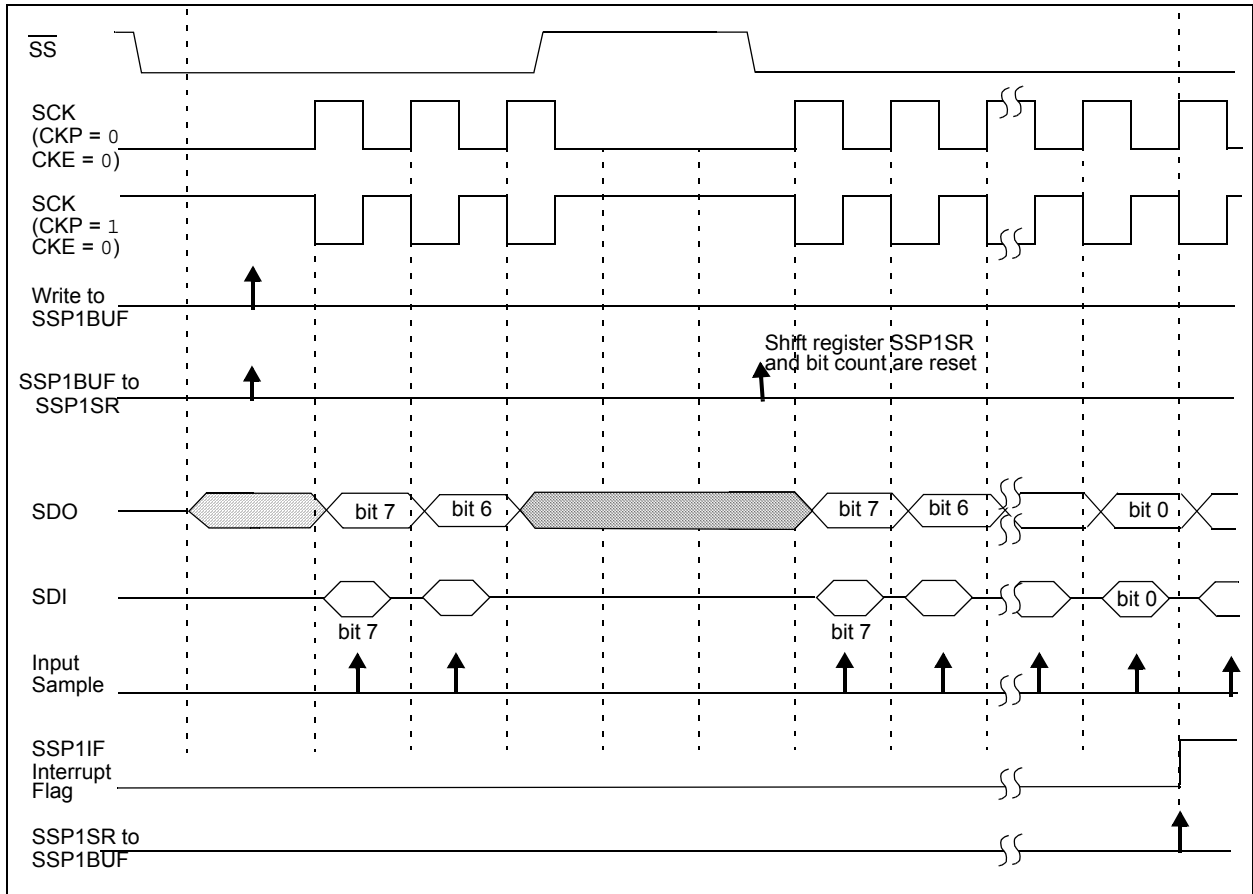 SS
SCK
(CKP = 0
CKE = 0)
SCK
(CKP = 1
CKE = 0)
Write to
SSP1BUF
Shift register SSP1SR
and bit count are reset
SSP1BUF to
SSP1SR
SDO
bit 7
bit 6
bit 7
bit 6
bit 0
SDI
bit 0
bit 7
bit 7
Input
Sample
SSP1IF
Interrupt
Flag
SSP1SR to
SSP1BUF